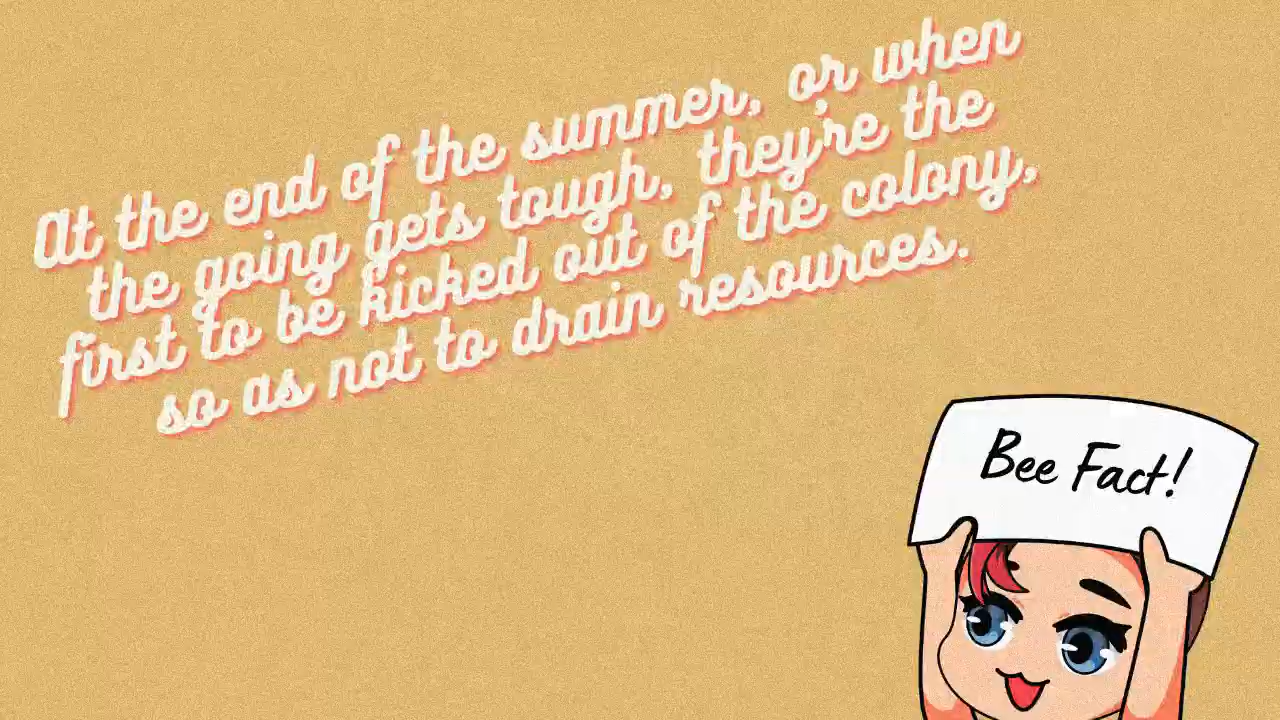 At the end of the summer, or when
the going gets tough, they're the
first to be kicked out of the colony,
so as not to drain resources.
Bee Fact!